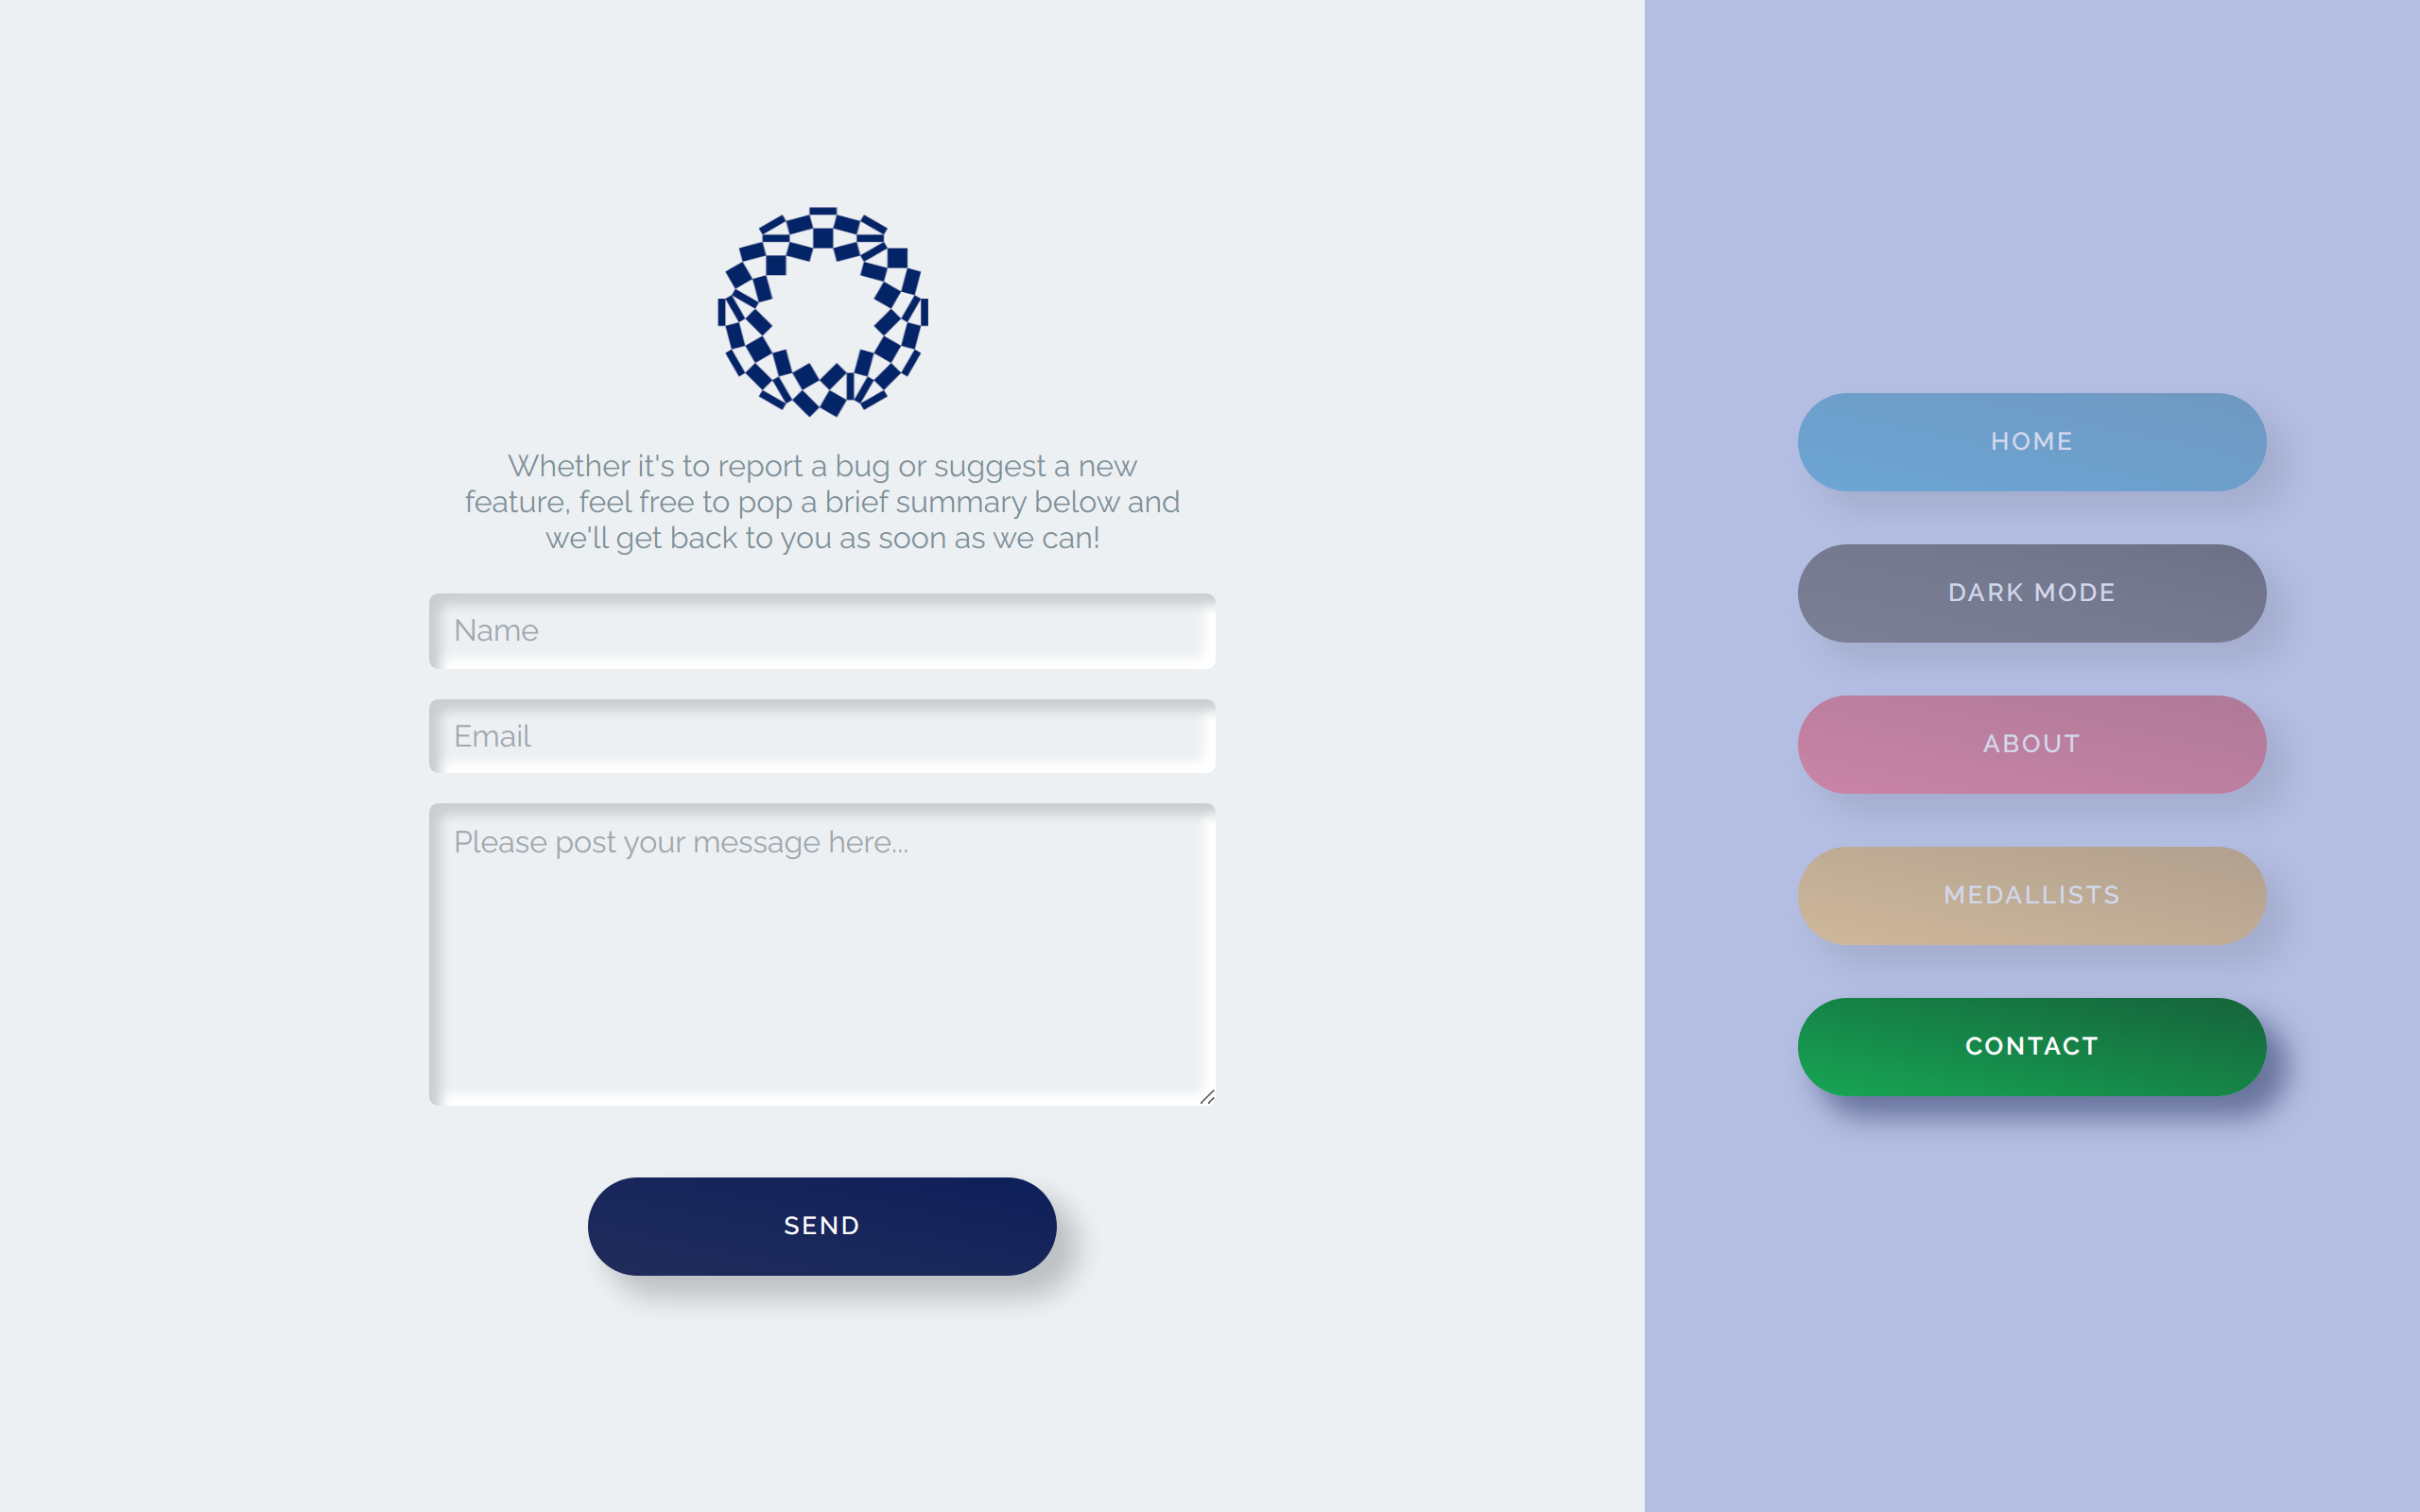 Whether it's to report a bug or suggest a new
feature, feel free to pop a brief summary below and
we'll get back to you as soon as we can!
Name
Email
Please post your message here...
SEND
HOME
DARK MODE
ABOUT
MEDALLISTS
CONTACT